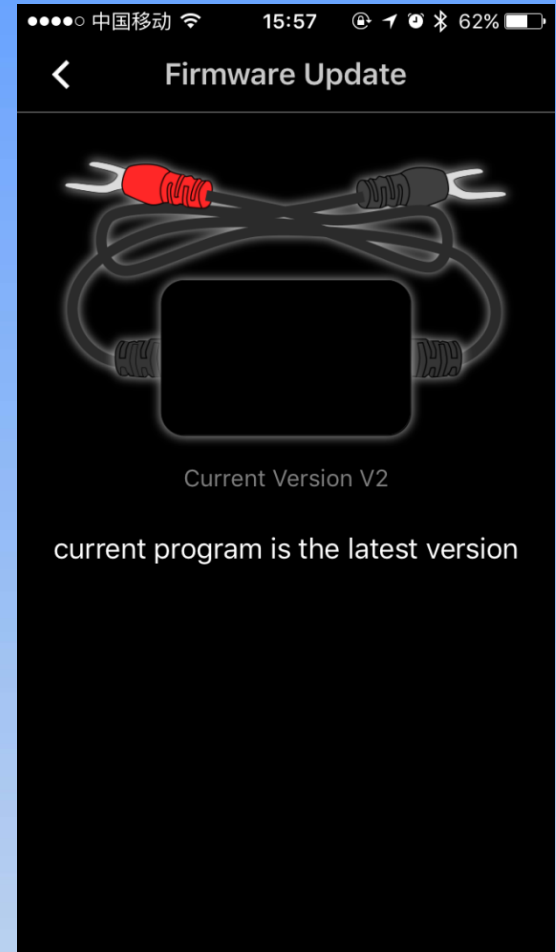 中国移动 15:57 62%
Firmware Update
Current Version V2
current program is the latest version